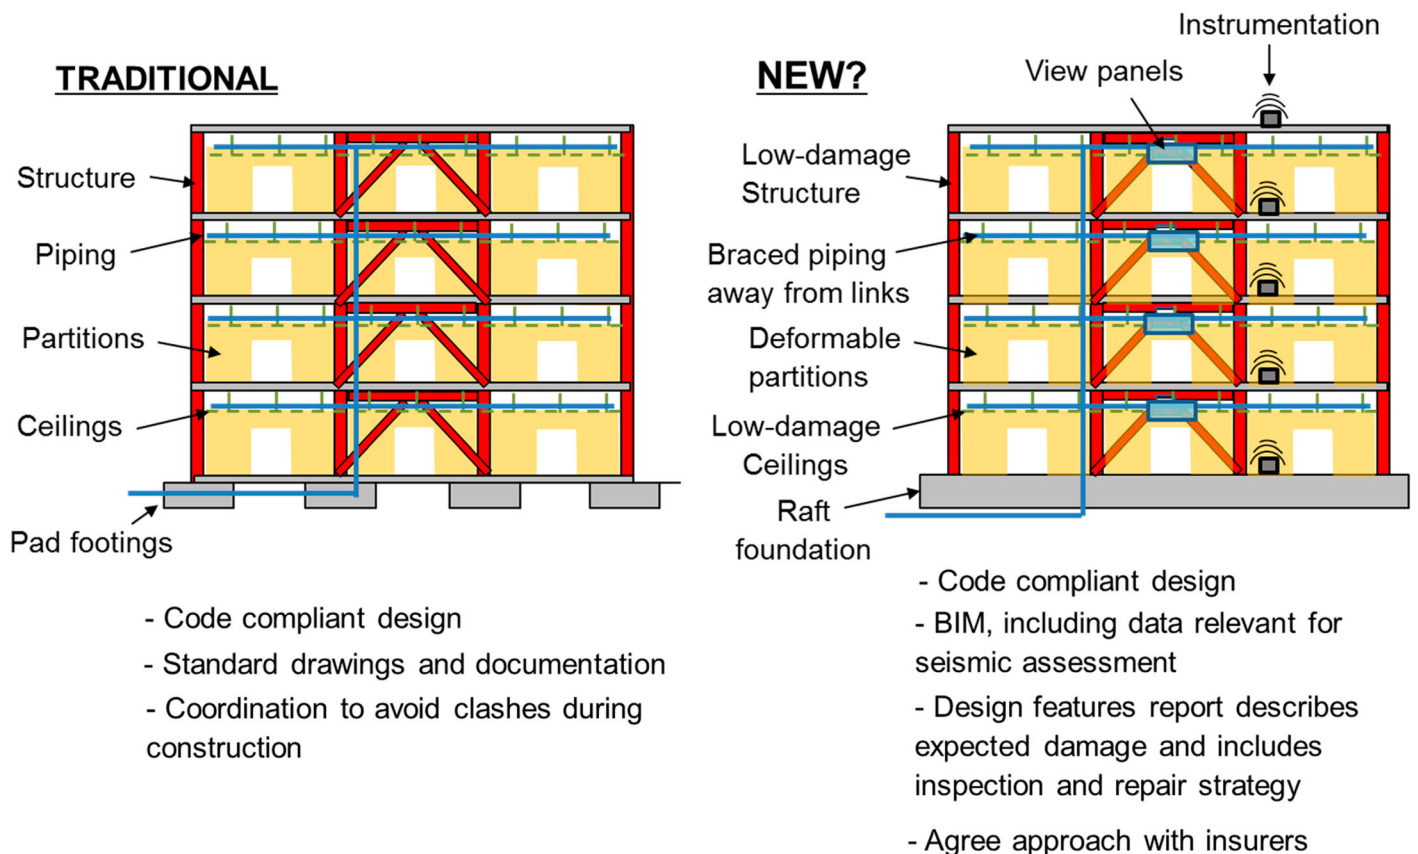 TRADITIONAL
Structure
Piping
Partitions
Ceilings
Pad footings
- Code compliant design
- Standard drawings and documentation
- Coordination to avoid clashes during
construction
NEW?
Instrumentation
View panels
Low-damage
Structure
Braced piping
away from links
Deformable
partitions
Low-damage
Ceilings
Raft
foundation
- Code compliant design
- BIM, including data relevant for
seismic assessment
- Design features report describes
expected damage and includes
inspection and repair strategy
- Agree approach with insurers